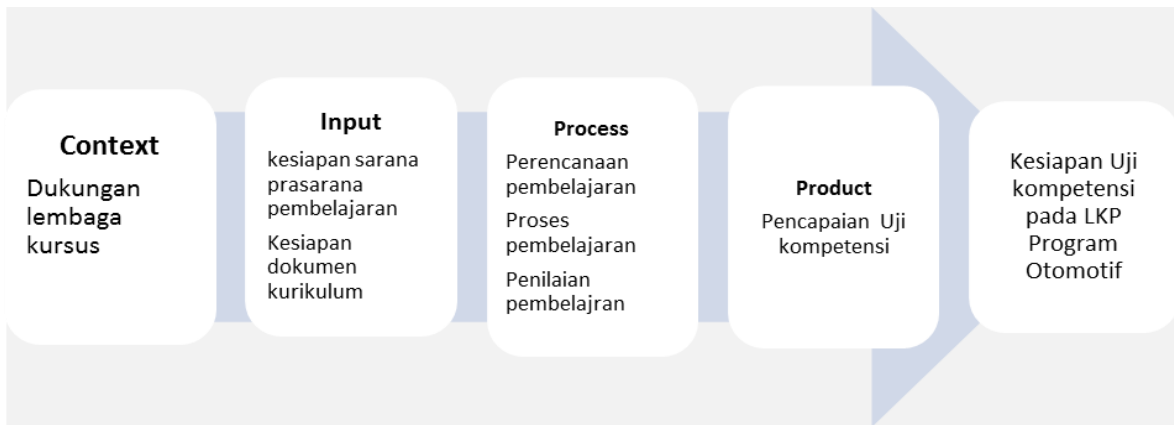 Context
Dukungan
lembaga
kursus
Input
kesiapan sarana
prasarana
pembelajaran
Kesiapan
dokumen
kurikulum
Process
Perencanaan
pembelajaran
Proses
pembelajaran
Penilaian
pembelajran
Product
Pencapaian Uji
kompetensi
Kesiapan Uji
kompetensi
pada LKP
Program
Otomotif